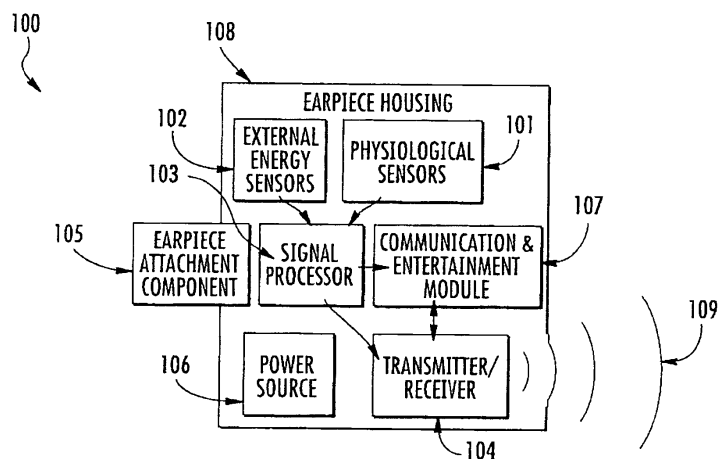 100
108
EARPIECE HOUSING
102
EXTERNAL
ENERGY
SENSORS
PHYSIOLOGICAL
SENSORS
101
103
105
EARPIECE
ATTACHMENT
COMPONENT
SIGNAL
PROCESSOR
COMMUNICATION &
ENTERTAINMENT
MODULE
107
109
106
POWER
SOURCE
TRANSMITTER/
RECEIVER
104